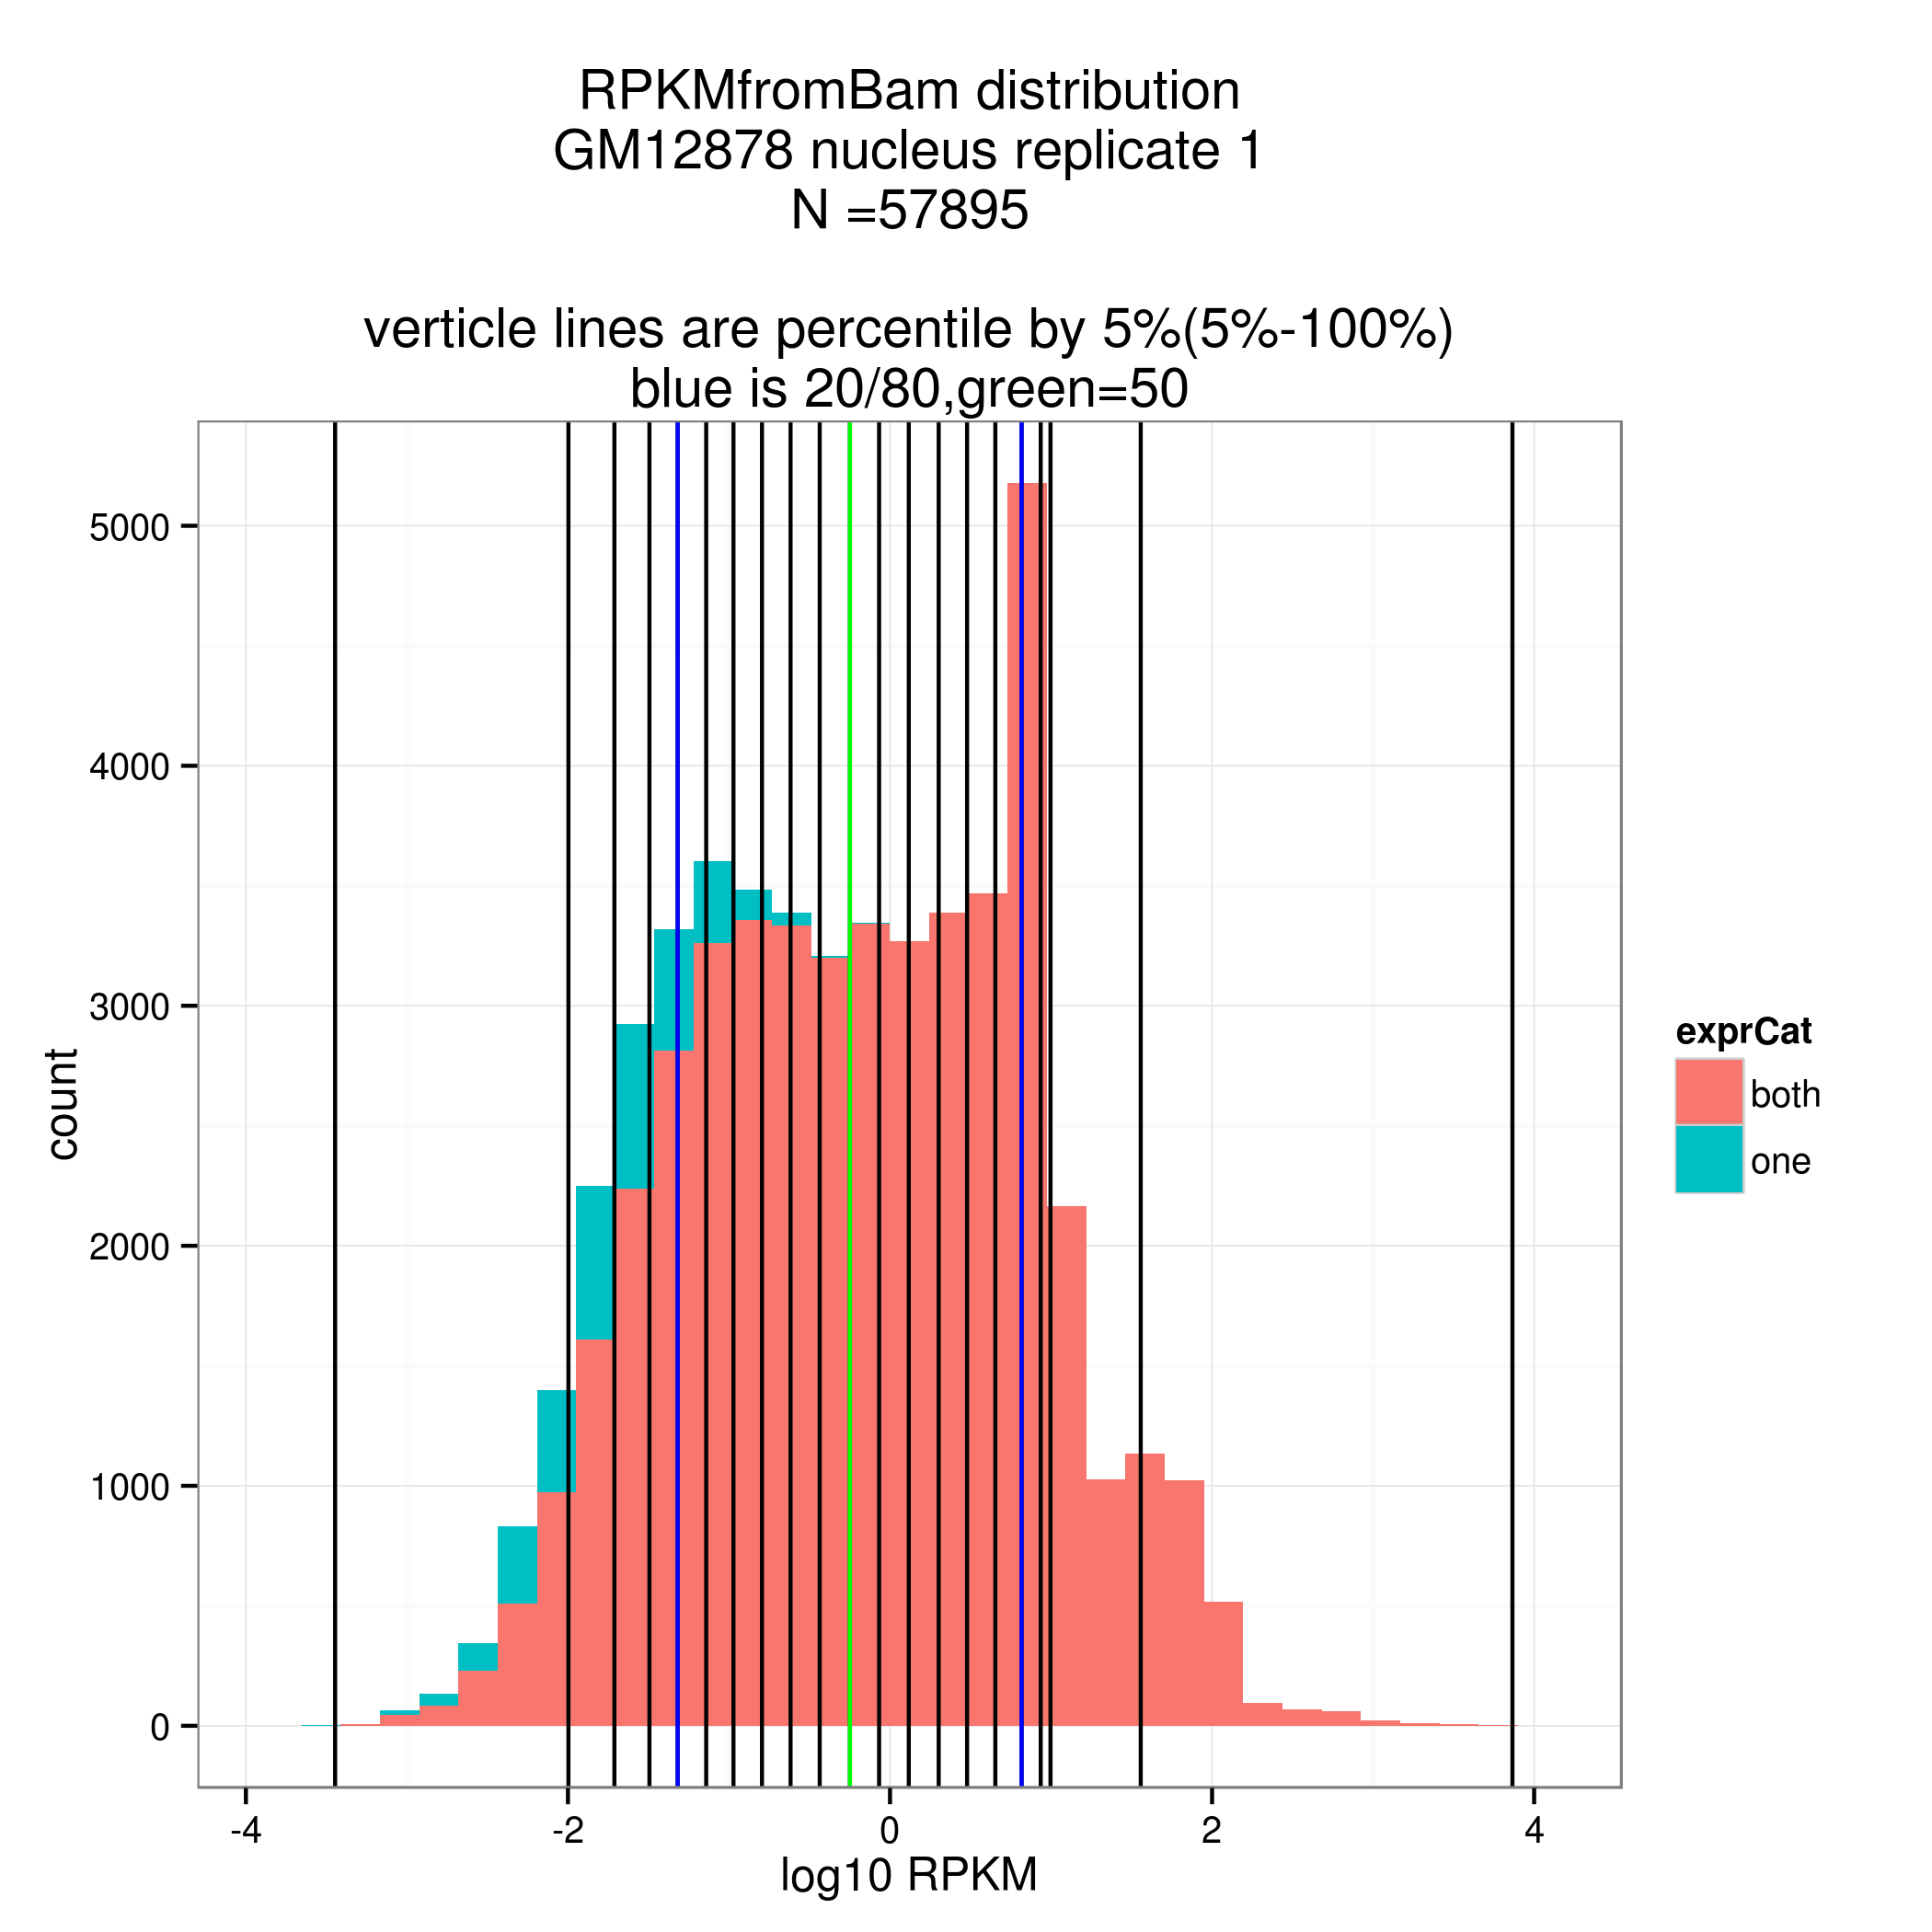 RPKMfromBam distribution
GM12878 nucleus replicate 1
N =57895
verticle lines are percentile by 5%(5%-100%)
blue is 20/80,green=50
5000
4000
3000
2000
1000
0
count
-4
-2
0
2
4
log10 RPKM
exprCat
both
one